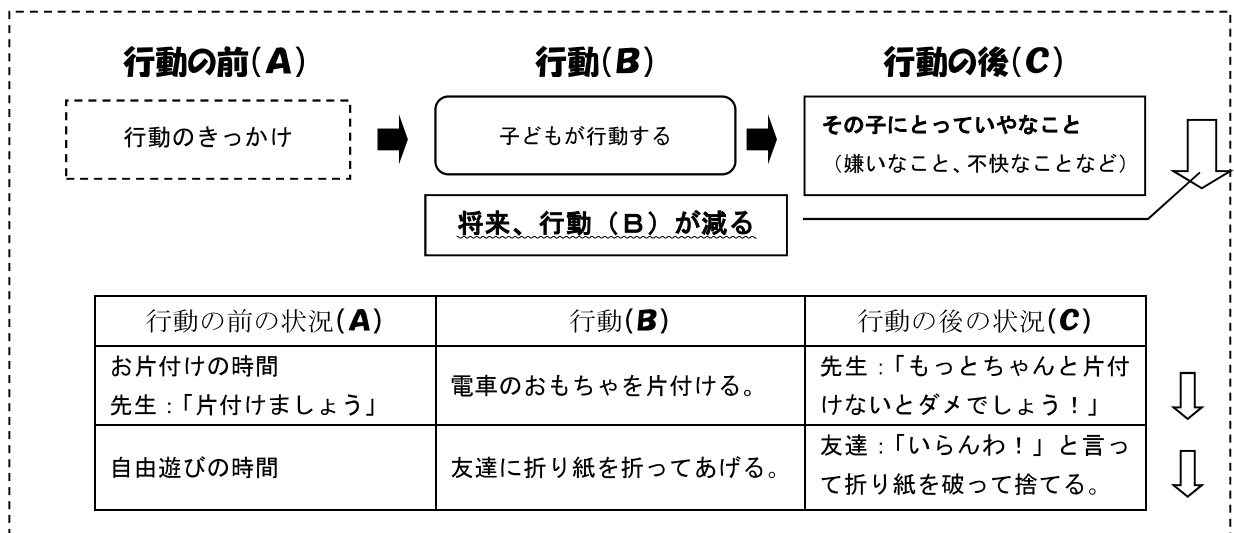 行動の前(A)
行動(B)
行動の後(C)
行動のきっかけ
子どもが行動する
その子にとっていやなこと
（嫌いなこと、不快なことなど）
将来、行動（Ｂ）が減る
行動の前の状況(A)
行動(B)
行動の後の状況(C)
お片付けの時間
先生：「片付けましょう」
電車のおもちゃを片付ける。
先生：「もっとちゃんと片付
けないとダメでしょう！」
自由遊びの時間
友達に折り紙を折ってあげる。
友達：「いらんわ！」と言っ
て折り紙を破って捨てる。